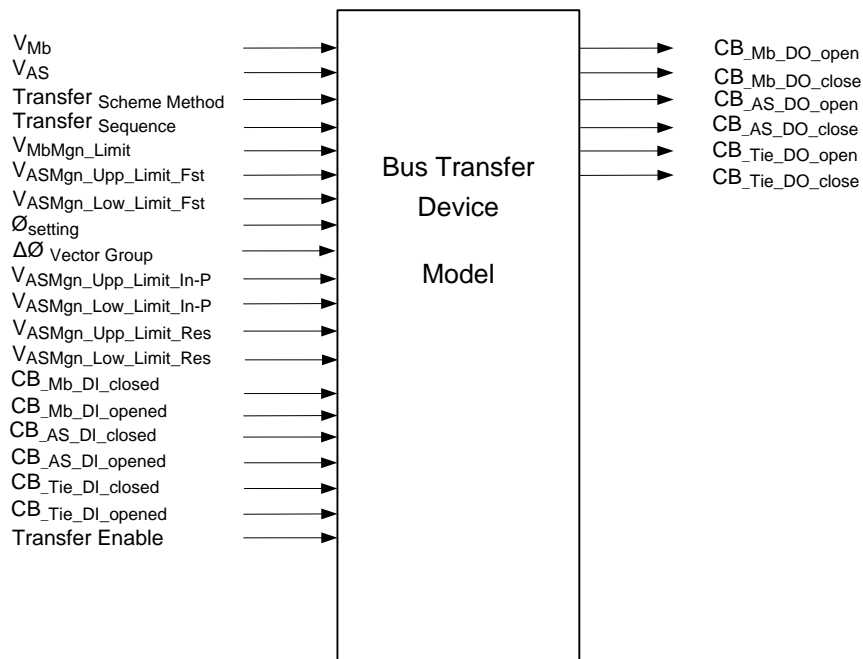 V_Mb
V_AS
Transfer Scheme Method
Transfer Sequence
V_MbMgn_Limit
V_ASMgn_Upp_Limit_Fst
V_ASMgn_Low_Limit_Fst
Ø_setting
ΔØ Vector Group
V_ASMgn_Upp_Limit_In-P
V_ASMgn_Low_Limit_In-P
V_ASMgn_Upp_Limit_Res
V_ASMgn_Low_Limit_Res
CB_Mb_DI_closed
CB_Mb_DI_opened
CB_AS_DI_closed
CB_AS_DI_opened
CB_Tie_DI_closed
CB_Tie_DI_opened
Transfer Enable
Bus Transfer
Device
Model
CB_Mb_DO_open
CB_Mb_DO_close
CB_AS_DO_open
CB_AS_DO_close
CB_Tie_DO_open
CB_Tie_DO_close